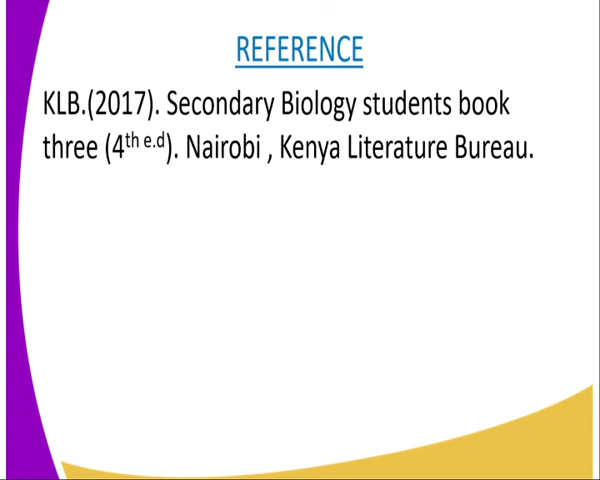 REFERENCE
KLB.(2017). Secondary Biology students book
three (4th e.d). Nairobi , Kenya Literature Bureau.